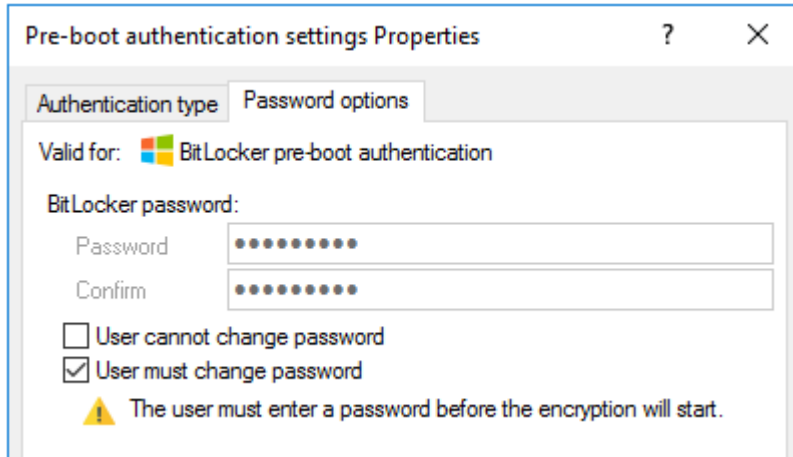 Pre-boot authentication settings Properties ?
Authentication type Password options
Valid for: BitLocker pre-boot authentication
BitLocker password:
Password •••••••••
Confirm •••••••••
User cannot change password
User must change password
The user must enter a password before the encryption will start.